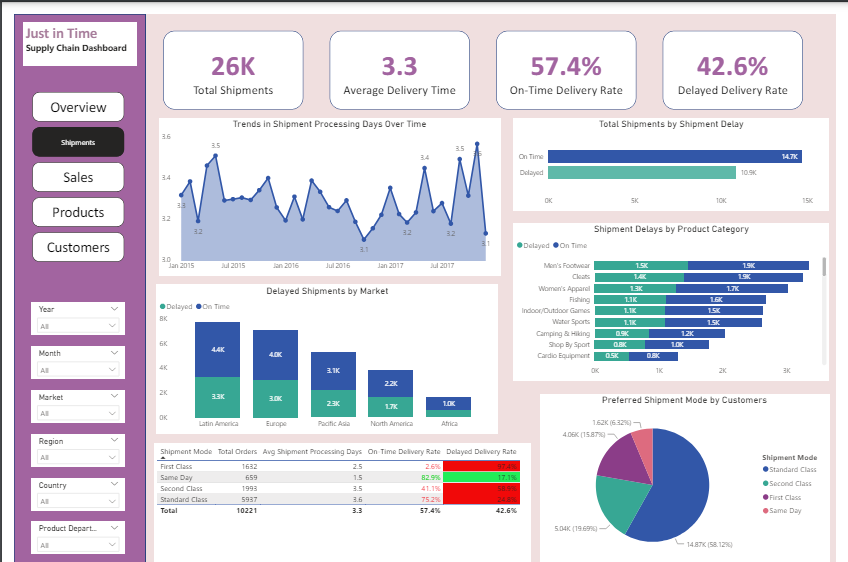 Just in Time
Supply Chain Dashboard
Overview
Shipments
Sales
Products
Customers
Year
All
Month
All
Market
All
Region
All
Country
All
Product Depart...
All
26K
Total Shipments
3.3
Average Delivery Time
57.4%
On-Time Delivery Rate
42.6%
Delayed Delivery Rate
Trends in Shipment Processing Days Over Time
3.6
3.4
3.2
3.0
3.3
3.2
3.5
3.1
3.4
3.2
3.5
3.2
3.1
Jan 2015 Jul 2015 Jan 2016 Jul 2016 Jan 2017 Jul 2017
Total Shipments by Shipment Delay
On Time 14.7K
Delayed 10.9K
0K 5K 10K 15K
Shipment Delays by Product Category
Delayed On Time
Men's Footwear 1.5K 1.9K
Cleats 1.4K 1.9K
Women's Apparel 1.3K 1.7K
Fishing 1.1K 1.6K
Indoor/Outdoor Games 1.1K 1.5K
Water Sports 1.1K 1.5K
Camping & Hiking 0.9K 1.2K
Shop By Sport 0.8K 1.0K
Cardio Equipment 0.5K 0.8K
0K 1K 2K 3K
Delayed Shipments by Market
Delayed On Time
8K
6K
4K
2K
0K
4.4K 4.0K 3.1K 2.2K 1.0K
3.3K 3.0K 2.3K 1.7K
Latin America Europe Pacific Asia North America Africa
Shipment Mode Total Orders Avg Shipment Processing Days On-Time Delivery Rate Delayed Delivery Rate
First Class 1632 2.5 2.6%
Same Day 659 1.5 82.9% 17.1%
Second Class 1993 3.5 41.1%
Standard Class 5937 3.6 75.2% 24.8%
Total 10221 3.3 57.4% 42.6%
Preferred Shipment Mode by Customers
1.62K (6.32%)
4.06K (15.87%)
5.04K (19.69%)
14.87K (58.12%)
Shipment Mode
Standard Class
Second Class
First Class
Same Day